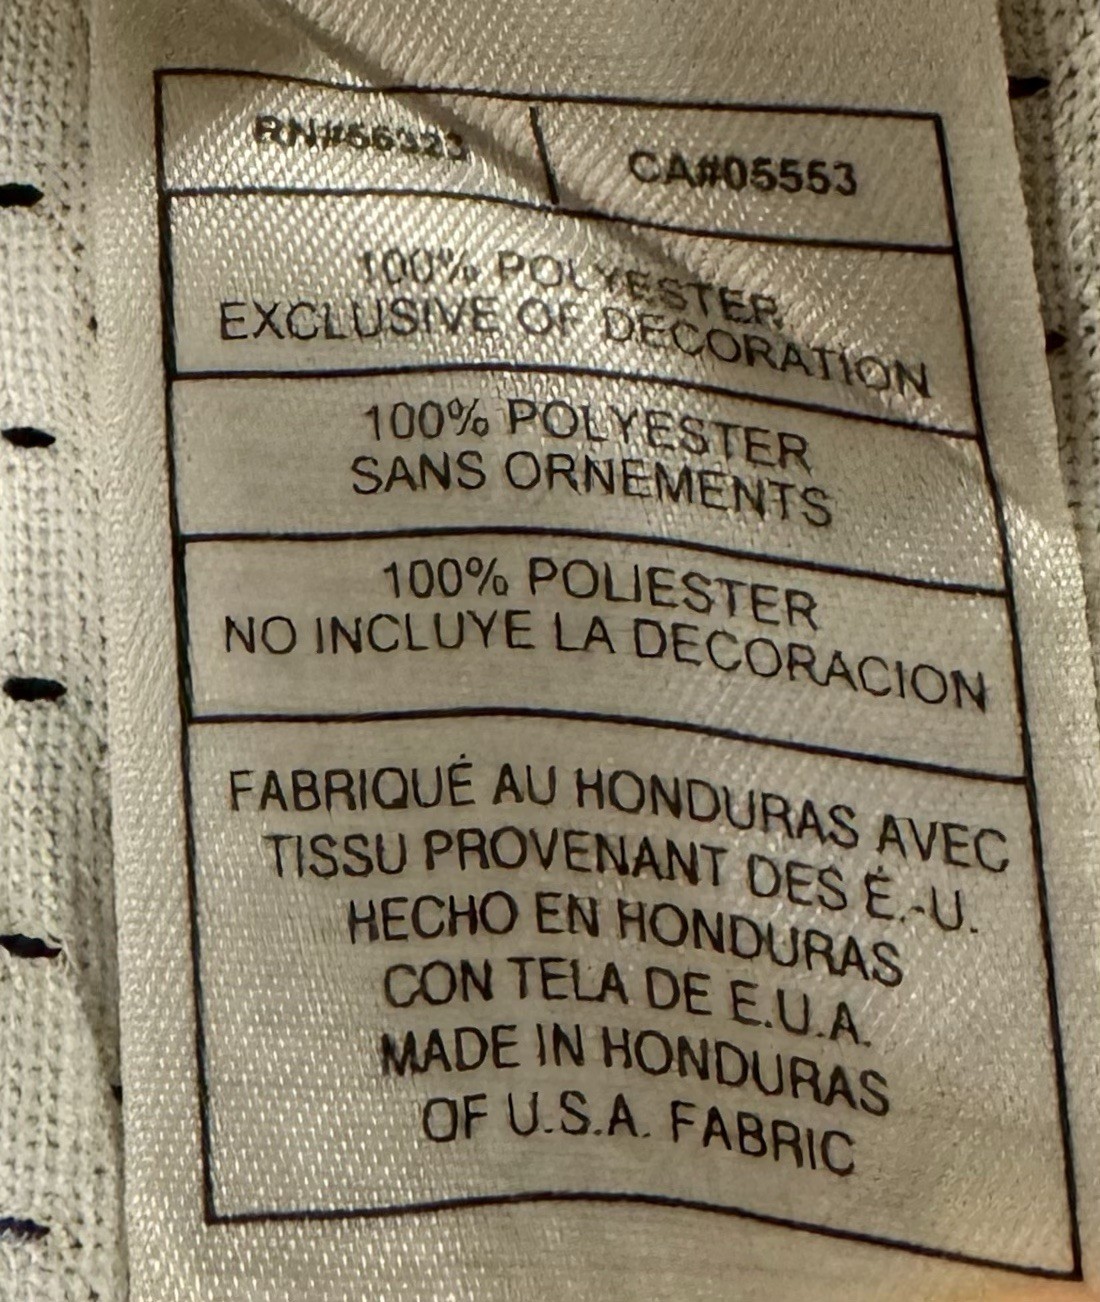 RN#56323
CA#05553
100% POLYESTER
EXCLUSIVE OF DECORATION
100% POLYESTER
SANS ORNEMENTS
100% POLIESTER
NO INCLUYE LA DECORACION
FABRIQUÉ AU HONDURAS AVEC
TISSU PROVENANT DES É.-U.
HECHO EN HONDURAS
CON TELA DE E.U.A.
MADE IN HONDURAS
OF U.S.A. FABRIC